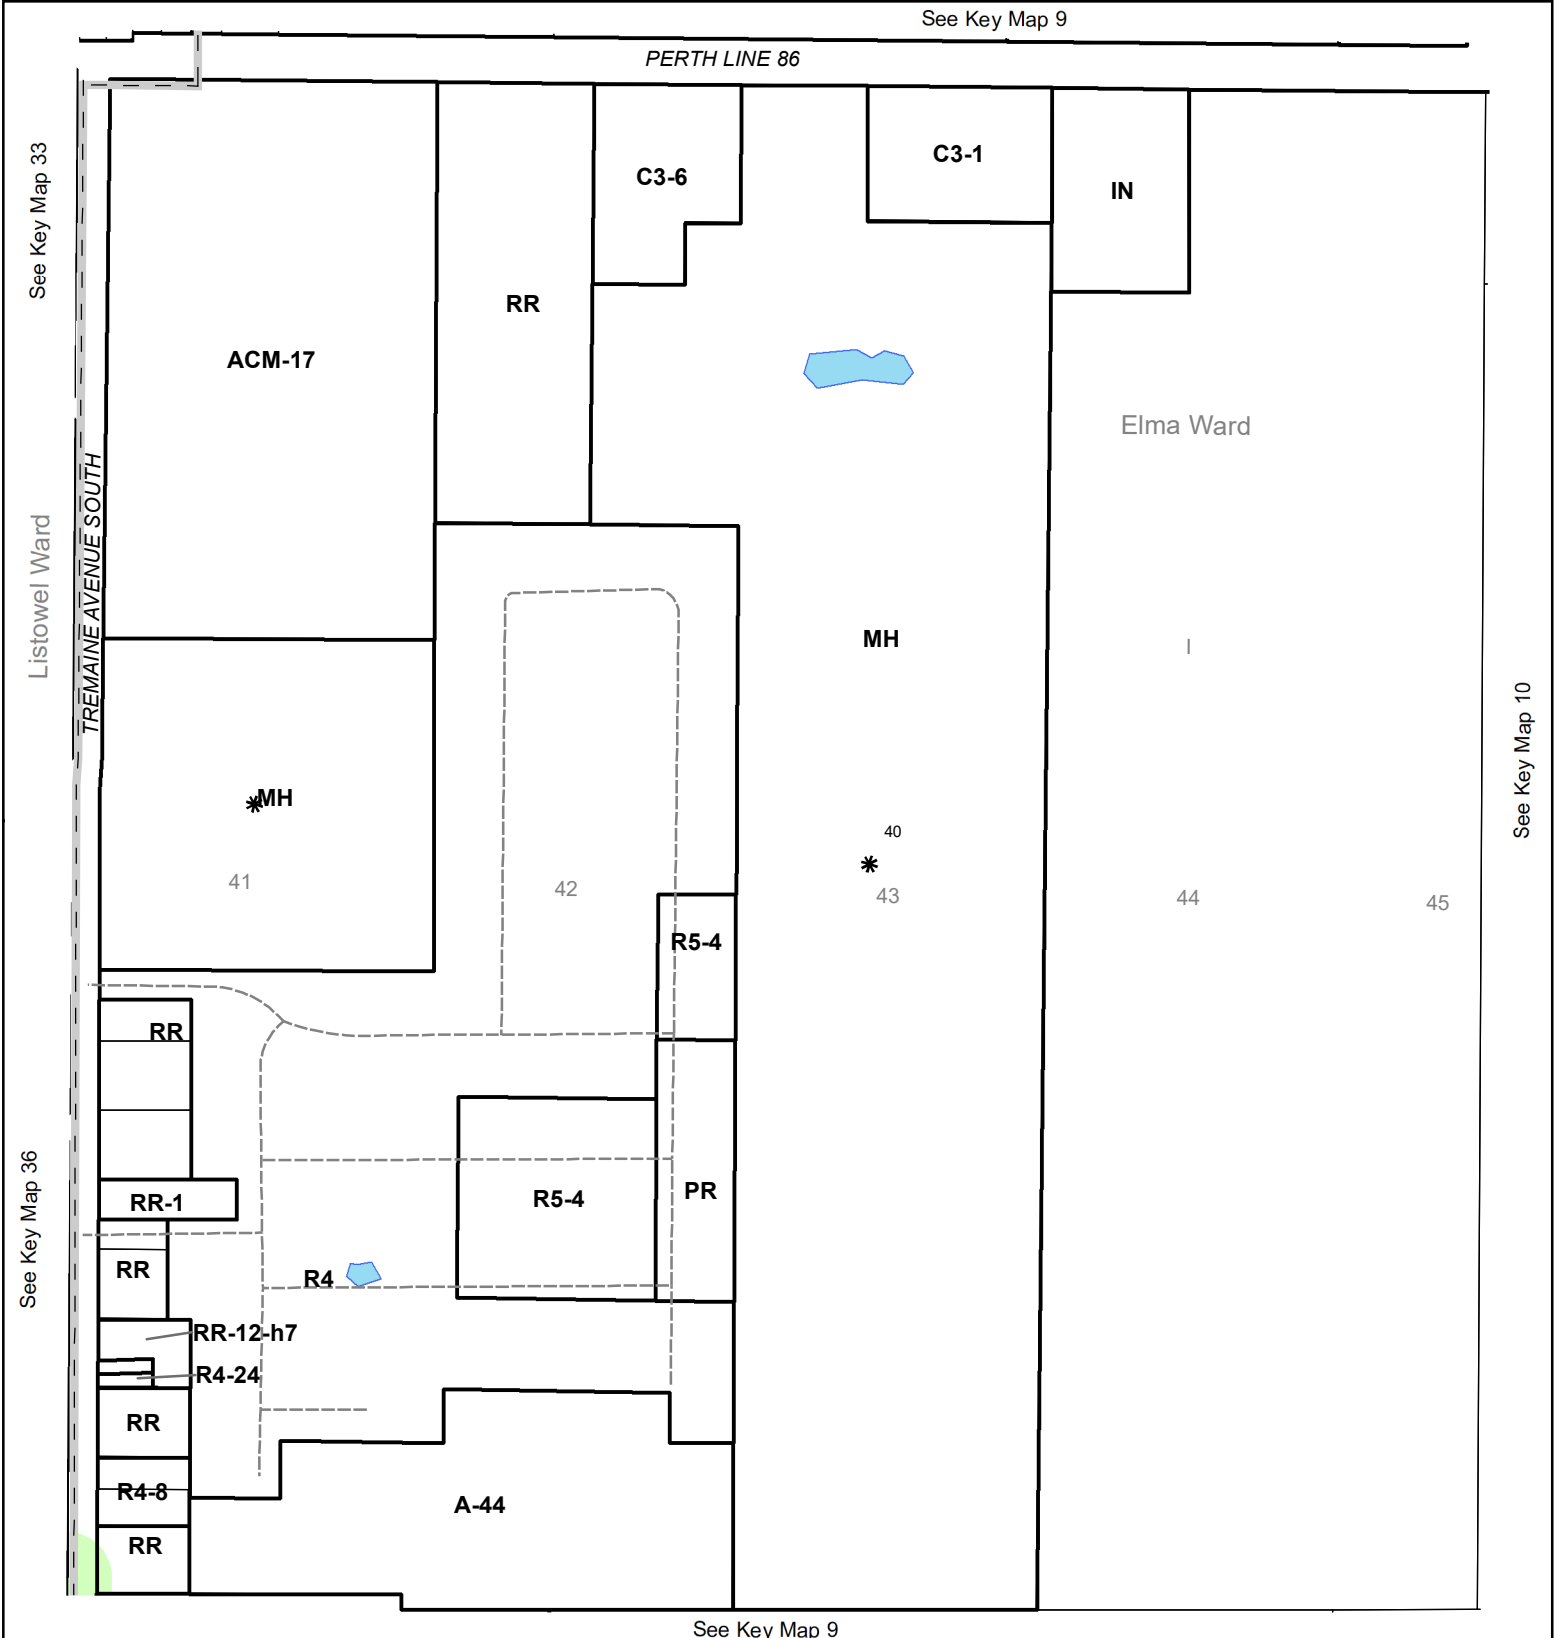 See Key Map 9
PERTH LINE 86
See Key Map 33
C3-1
C3-6
IN
RR
ACM-17
Elma Ward
TREMAINE AVENUE SOUTH
Listowel Ward
MH
I
See Key Map 10
MH
40
41
42
43
44
45
R5-4
RR
PR
R5-4
RR-1
See Key Map 36
RR
R4
RR-12-h7
R4-24
RR
R4-8
A-44
RR
See Key Map 9